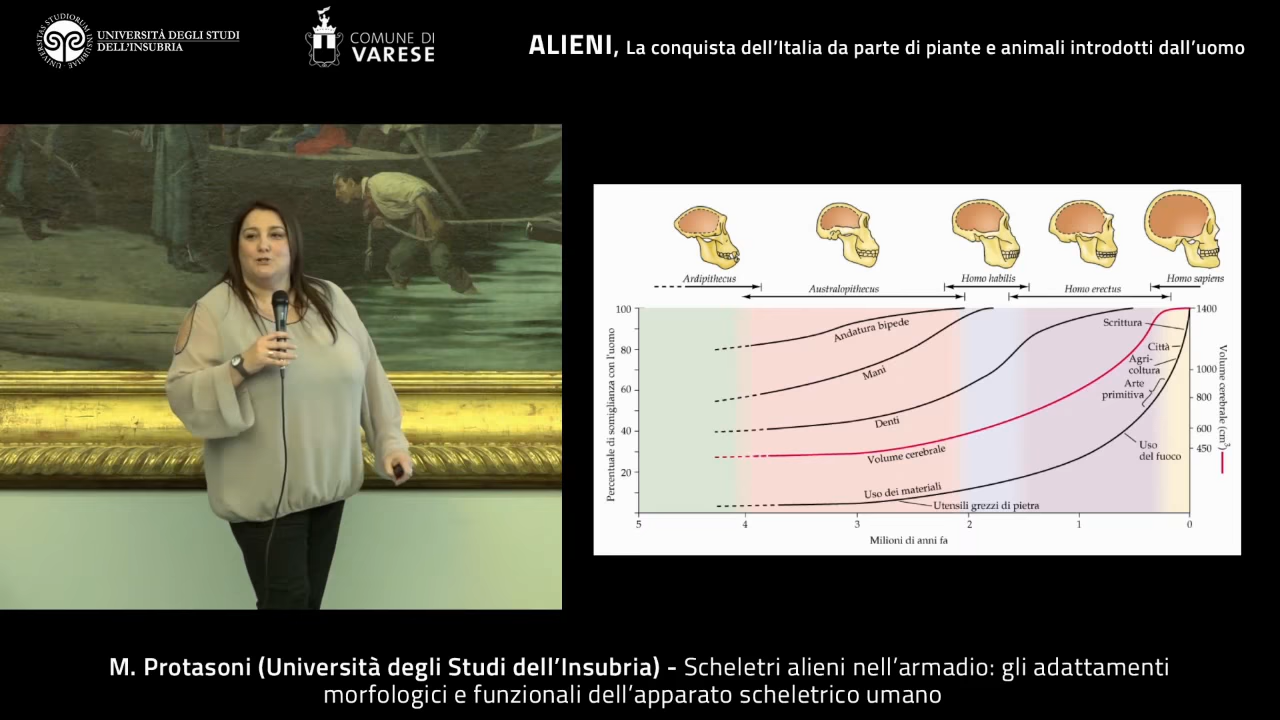 UNIVERSITÀ DEGLI STUDI
DELL'INSUBRIA
UNIVERSITAS STUDIORUM INSUBRIAE
COMUNE DI
VARESE
ALIENI, La conquista dell'Italia da parte di piante e animali introdotti dall'uomo
Ardipithecus
Australopithecus
Homo habilis
Homo erectus
Homo sapiens
Percentuale di somiglianza con l'uomo
100
80
60
40
20
Andatura bipede
Mani
Denti
Volume cerebrale
Uso dei materiali
Utensili grezzi di pietra
Scrittura
Città
Agri-
coltura
Arte
primitiva
Uso
del fuoco
1400
1000
800
600
450
Volume cerebrale (cm³)
5 4 3 2 1 0
Milioni di anni fa
M. Protasoni (Università degli Studi dell'Insubria) - Scheletri alieni nell'armadio: gli adattamenti
morfologici e funzionali dell'apparato scheletrico umano